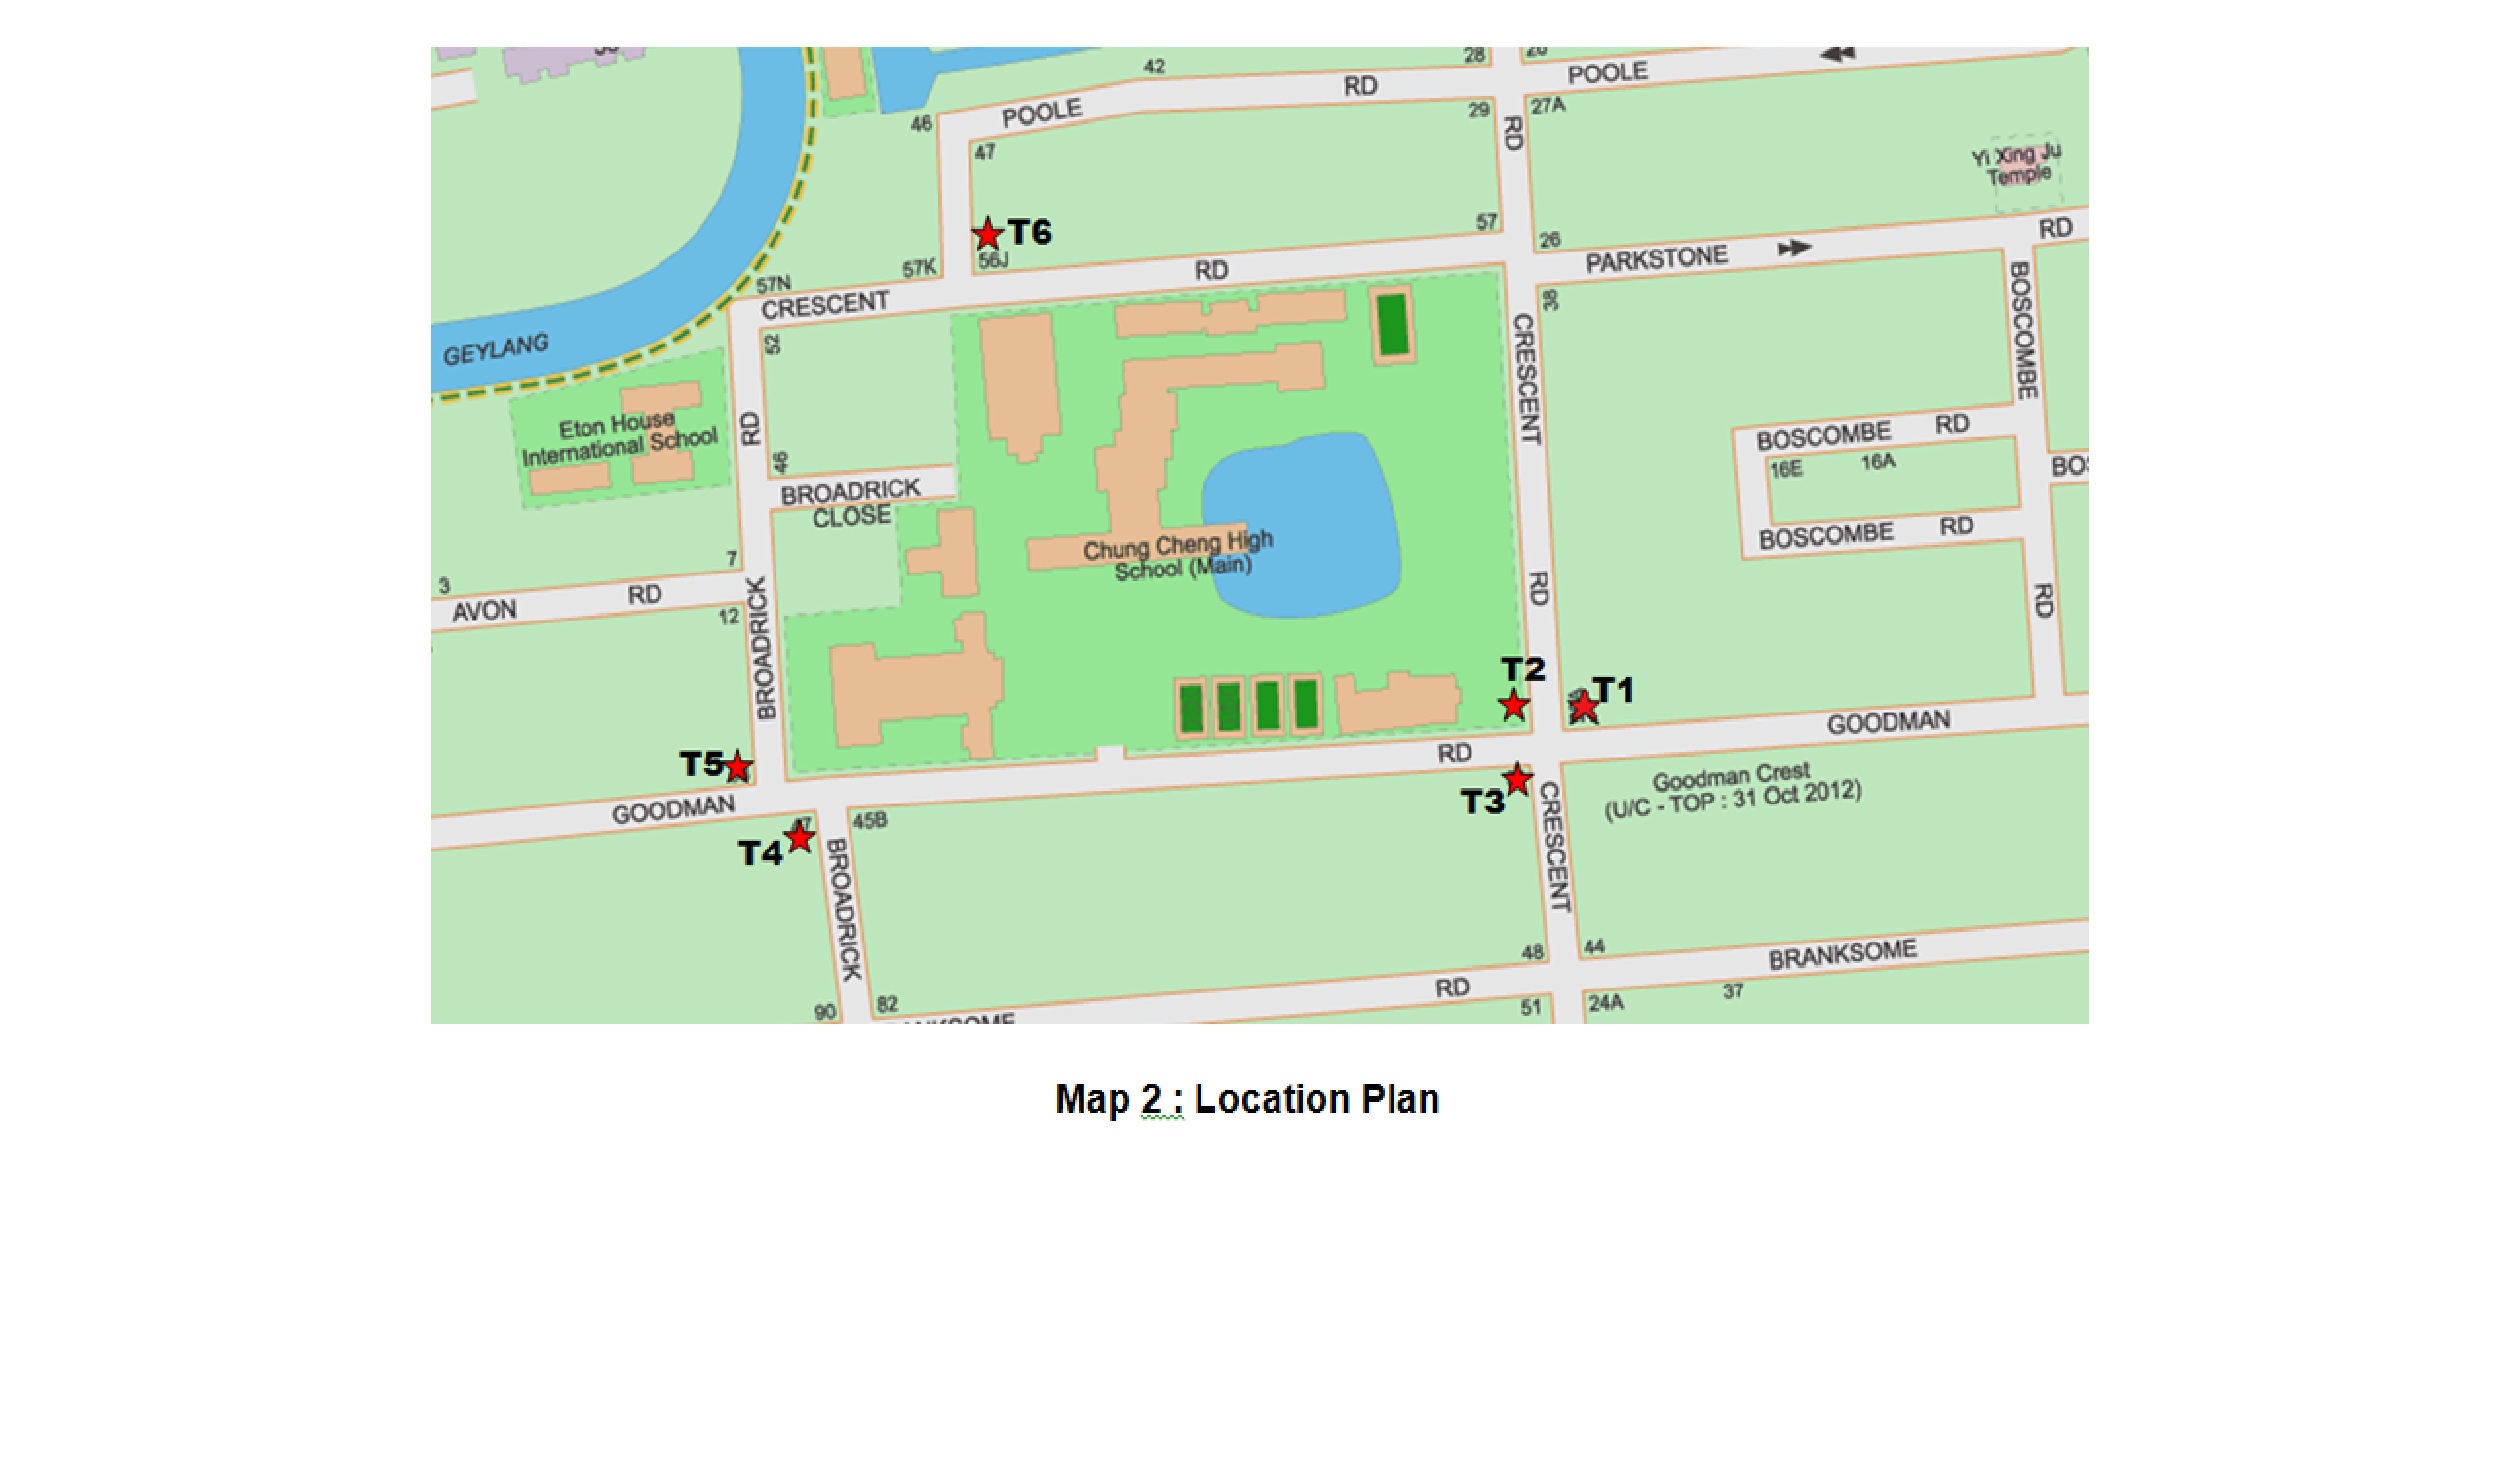 28
42
POOLE
RD
POOLE
46
29
27A
RD
47
Yi Xing Ju
Temple
T6
57
26
RD
56J
57K
RD
PARKSTONE
57N
CRESCENT
38
BOSCOMBE
52
GEYLANG
CRESCENT
Eton House
International School
RD
BOSCOMBE RD
46
16E
16A
BOS
BROADRICK
CLOSE
BOSCOMBE RD
Chung Cheng High
School (Main)
7
3
AVON
RD
12
BROADRICK
RD
RD
T2
T1
GOODMAN
T5
RD
Goodman Crest
(U/C - TOP : 31 Oct 2012)
GOODMAN
T3
45B
T4
CRESCENT
BROADRICK
48
44
BRANKSOME
RD
37
90
82
51
24A
Map 2 : Location Plan